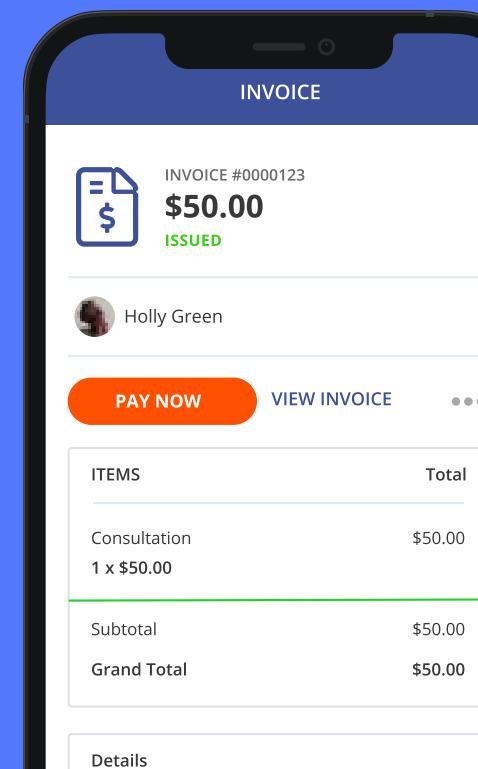 INVOICE
INVOICE #0000123
$50.00
ISSUED
Holly Green
PAY NOW VIEW INVOICE
ITEMS Total
Consultation $50.00
1 x $50.00
Subtotal $50.00
Grand Total $50.00
Details